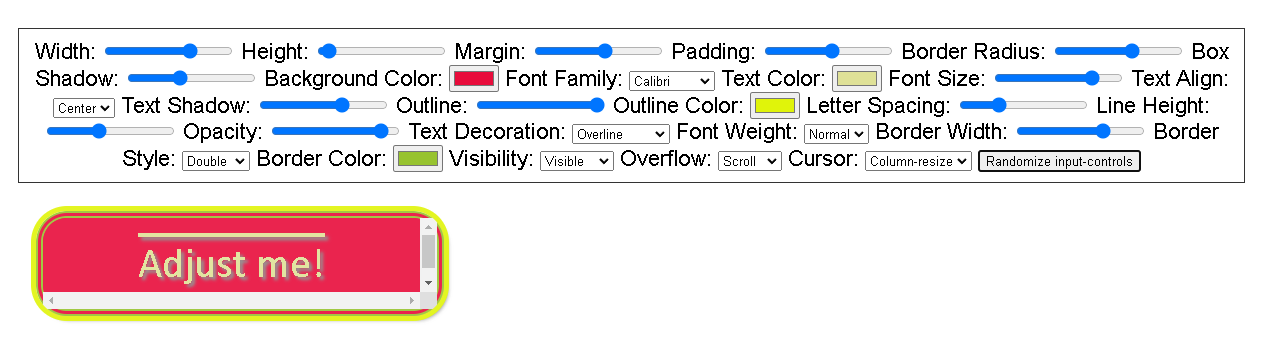 Width: Height: Margin: Padding: Border Radius: Box
Shadow: Background Color: Font Family: Calibri Text Color: Font Size: Text Align:
Center Text Shadow: Outline: Outline Color: Letter Spacing: Line Height:
Opacity: Text Decoration: Overline Font Weight: Normal Border Width: Border
Style: Double Border Color: Visibility: Visible Overflow: Scroll Cursor: Column-resize Randomize input-controls
Adjust me!